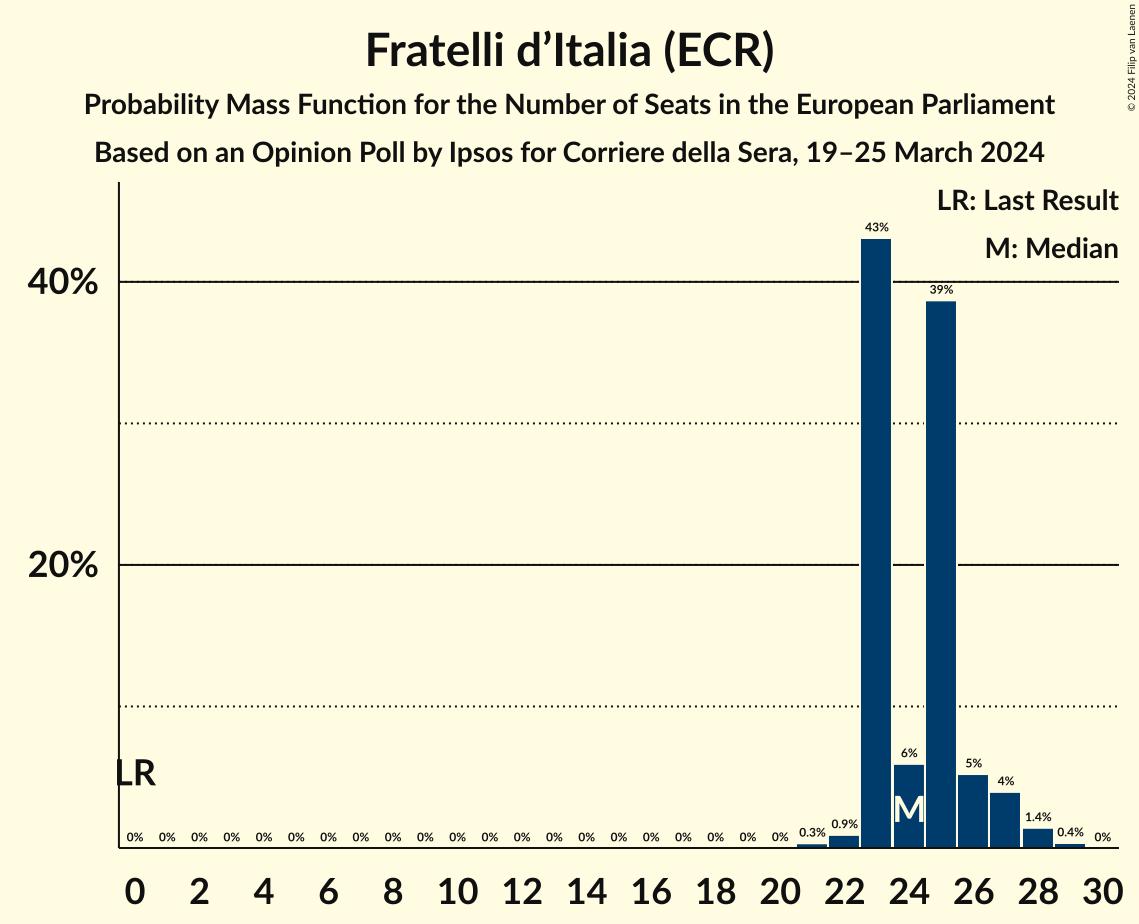 Fratelli d’Italia (ECR)
Probability Mass Function for the Number of Seats in the European Parliament
Based on an Opinion Poll by Ipsos for Corriere della Sera, 19–25 March 2024
© 2024 Filip van Laenen
LR: Last Result
M: Median
43%
40%
39%
20%
6%
5%
4%
LR
M
0% 0% 0% 0% 0% 0% 0% 0% 0% 0% 0% 0% 0% 0% 0% 0% 0% 0% 0% 0% 0% 0.3% 0.9% 1.4% 0.4% 0%
0 2 4 6 8 10 12 14 16 18 20 22 24 26 28 30